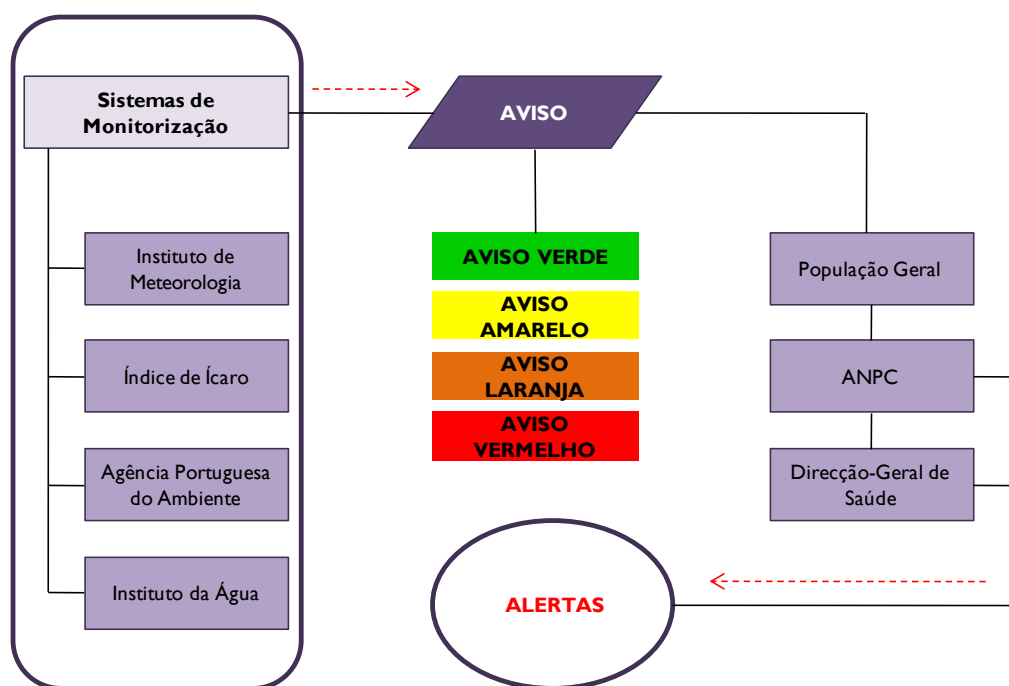 Sistemas de
Monitorização
AVISO
Instituto de
Meteorologia
Índice de Ícaro
Agência Portuguesa
do Ambiente
Instituto da Água
AVISO VERDE
AVISO
AMARELO
AVISO
LARANJA
AVISO
VERMELHO
População Geral
ANPC
Direcção-Geral de
Saúde
ALERTAS